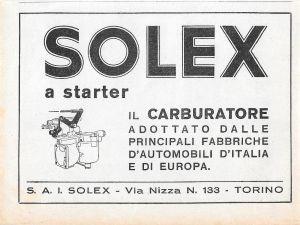 SOLEX
a starter
IL CARBURATORE
ADOTTATO DALLE
PRINCIPALI FABBRICHE
D'AUTOMOBILI D'ITALIA
E DI EUROPA.
S. A. I. SOLEX - Via Nizza N. 133 - TORINO